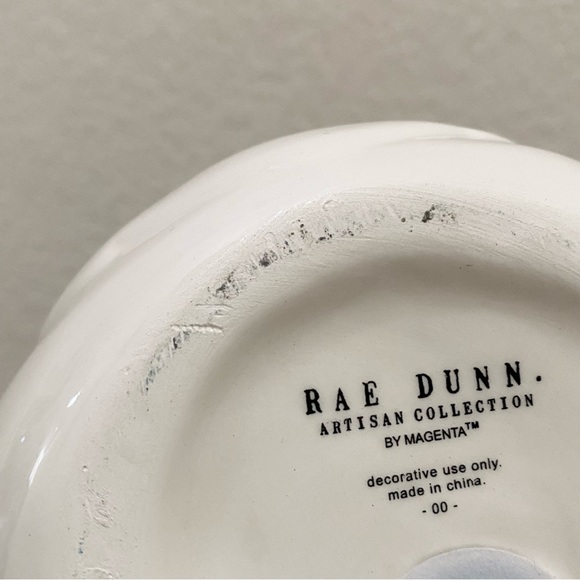 RAE DUNN.
ARTISAN COLLECTION
BY MAGENTA™
decorative use only.
made in china.
- 00 -